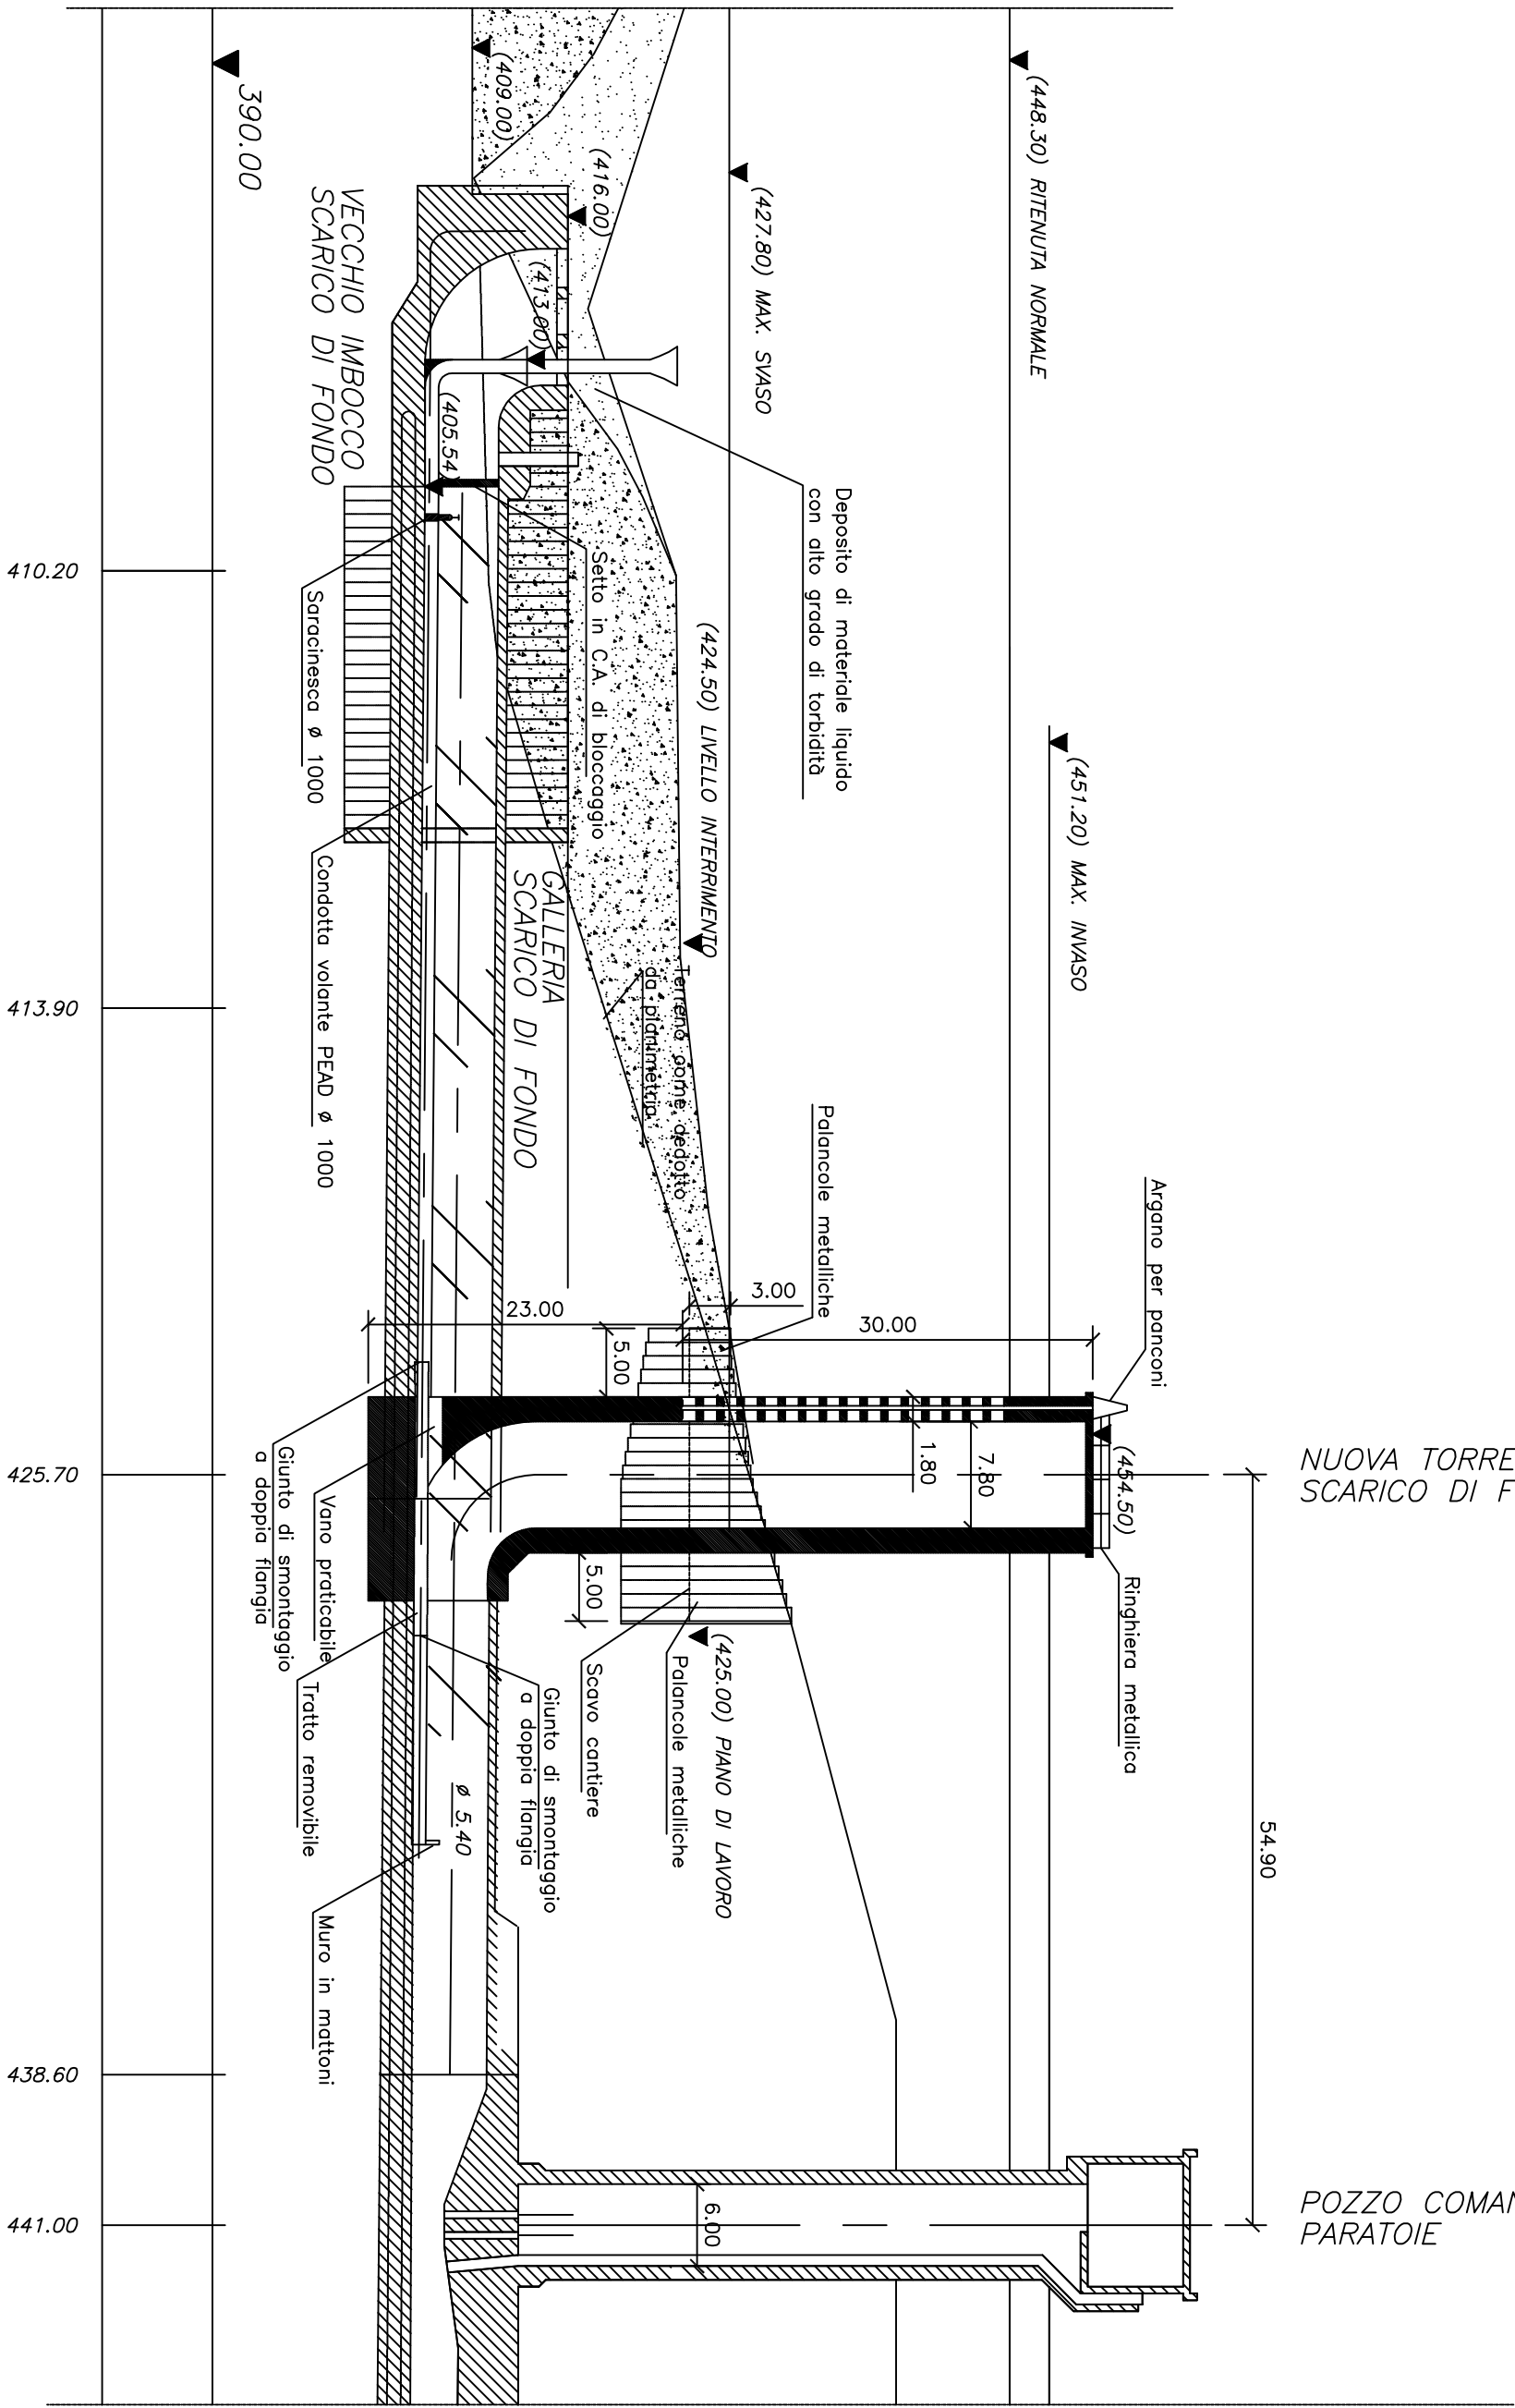 (448.30) RITENUTA NORMALE
(451.20) MAX. INVASO
(427.80) MAX. SVASO
(424.50) LIVELLO INTERRIMENTO
(409.00)
(416.00)
(413.00)
(405.54)
390.00
VECCHIO IMBOCCO
SCARICO DI FONDO
Deposito di materiale liquido
con alto grado di torbidità
Setto in C.A. di bloccaggio
Saracinesca ø 1000
Condotta volante PEAD ø 1000
GALLERIA
SCARICO DI FONDO
Terreno come dedotto
da planimetria
Palancole metalliche
Argano per panconi
3.00
30.00
23.00
5.00
1.80
7.80
5.00
(454.50)
Ringhiera metallica
NUOVA TORRE
SCARICO DI F
(425.00) PIANO DI LAVORO
Palancole metalliche
Scavo cantiere
Giunto di smontaggio
a doppia flangia
Giunto di smontaggio
a doppia flangia
Vano praticabile
Tratto removibile
Muro in mattoni
ø 5.40
54.90
6.00
POZZO COMAN
PARATOIE
410.20
413.90
425.70
438.60
441.00